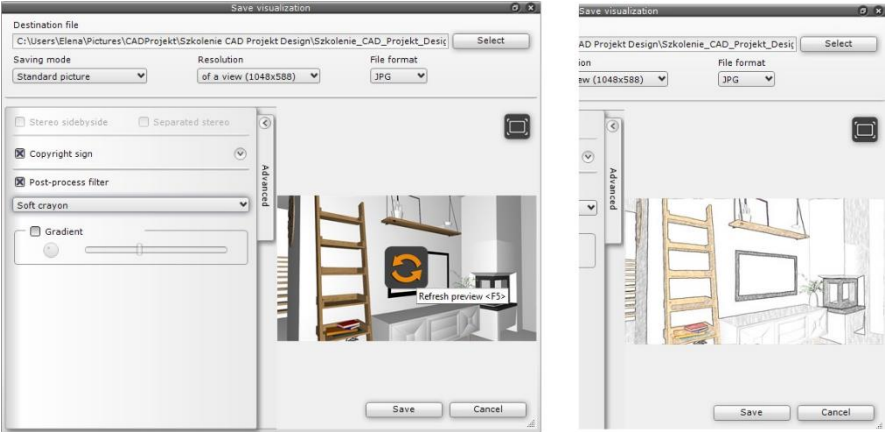 Save visualization
Destination file
C:\Users\Elena\Pictures\CADProjekt\Szkolenie CAD Projekt Design\Szkolenie_CAD_Projekt_Desig Select
Saving mode Resolution File format
Standard picture of a view (1048x588) JPG
Stereo sidebyside Separated stereo
Copyright sign
Post-process filter
Soft crayon
Gradient
Advanced
Refresh preview <F5>
Save Cancel
Save visualization
AD Projekt Design\Szkolenie_CAD_Projekt_Desig Select
ion File format
ew (1048x588) JPG
Advanced
Save Cancel